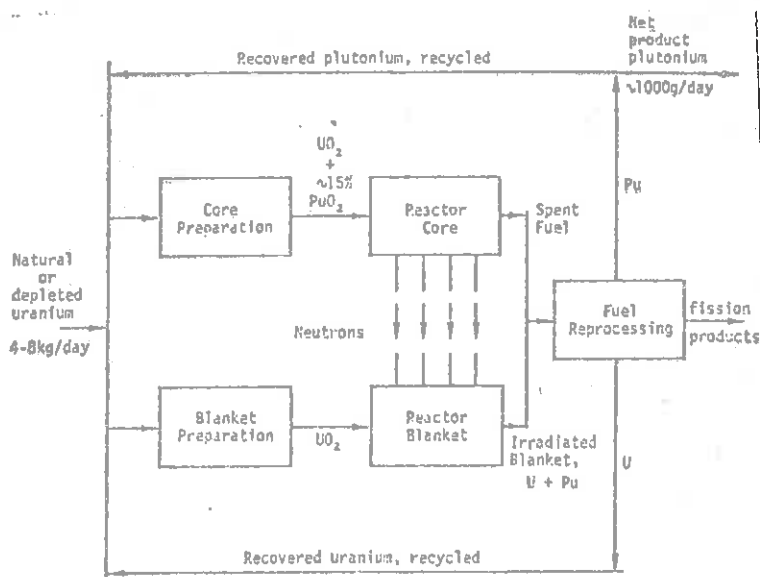 Net
product
plutonium
~1000g/day
Recovered plutonium, recycled
UO₂
+
~15%
PuO₂
Core
Preparation
Reactor
Core
Spent
Fuel
Pu
Natural
or
depleted
uranium
4-8kg/day
Neutrons
Fuel
Reprocessing
fission
products
Blanket
Preparation
UO₂
Reactor
Blanket
Irradiated
Blanket,
U + Pu
U
Recovered uranium, recycled